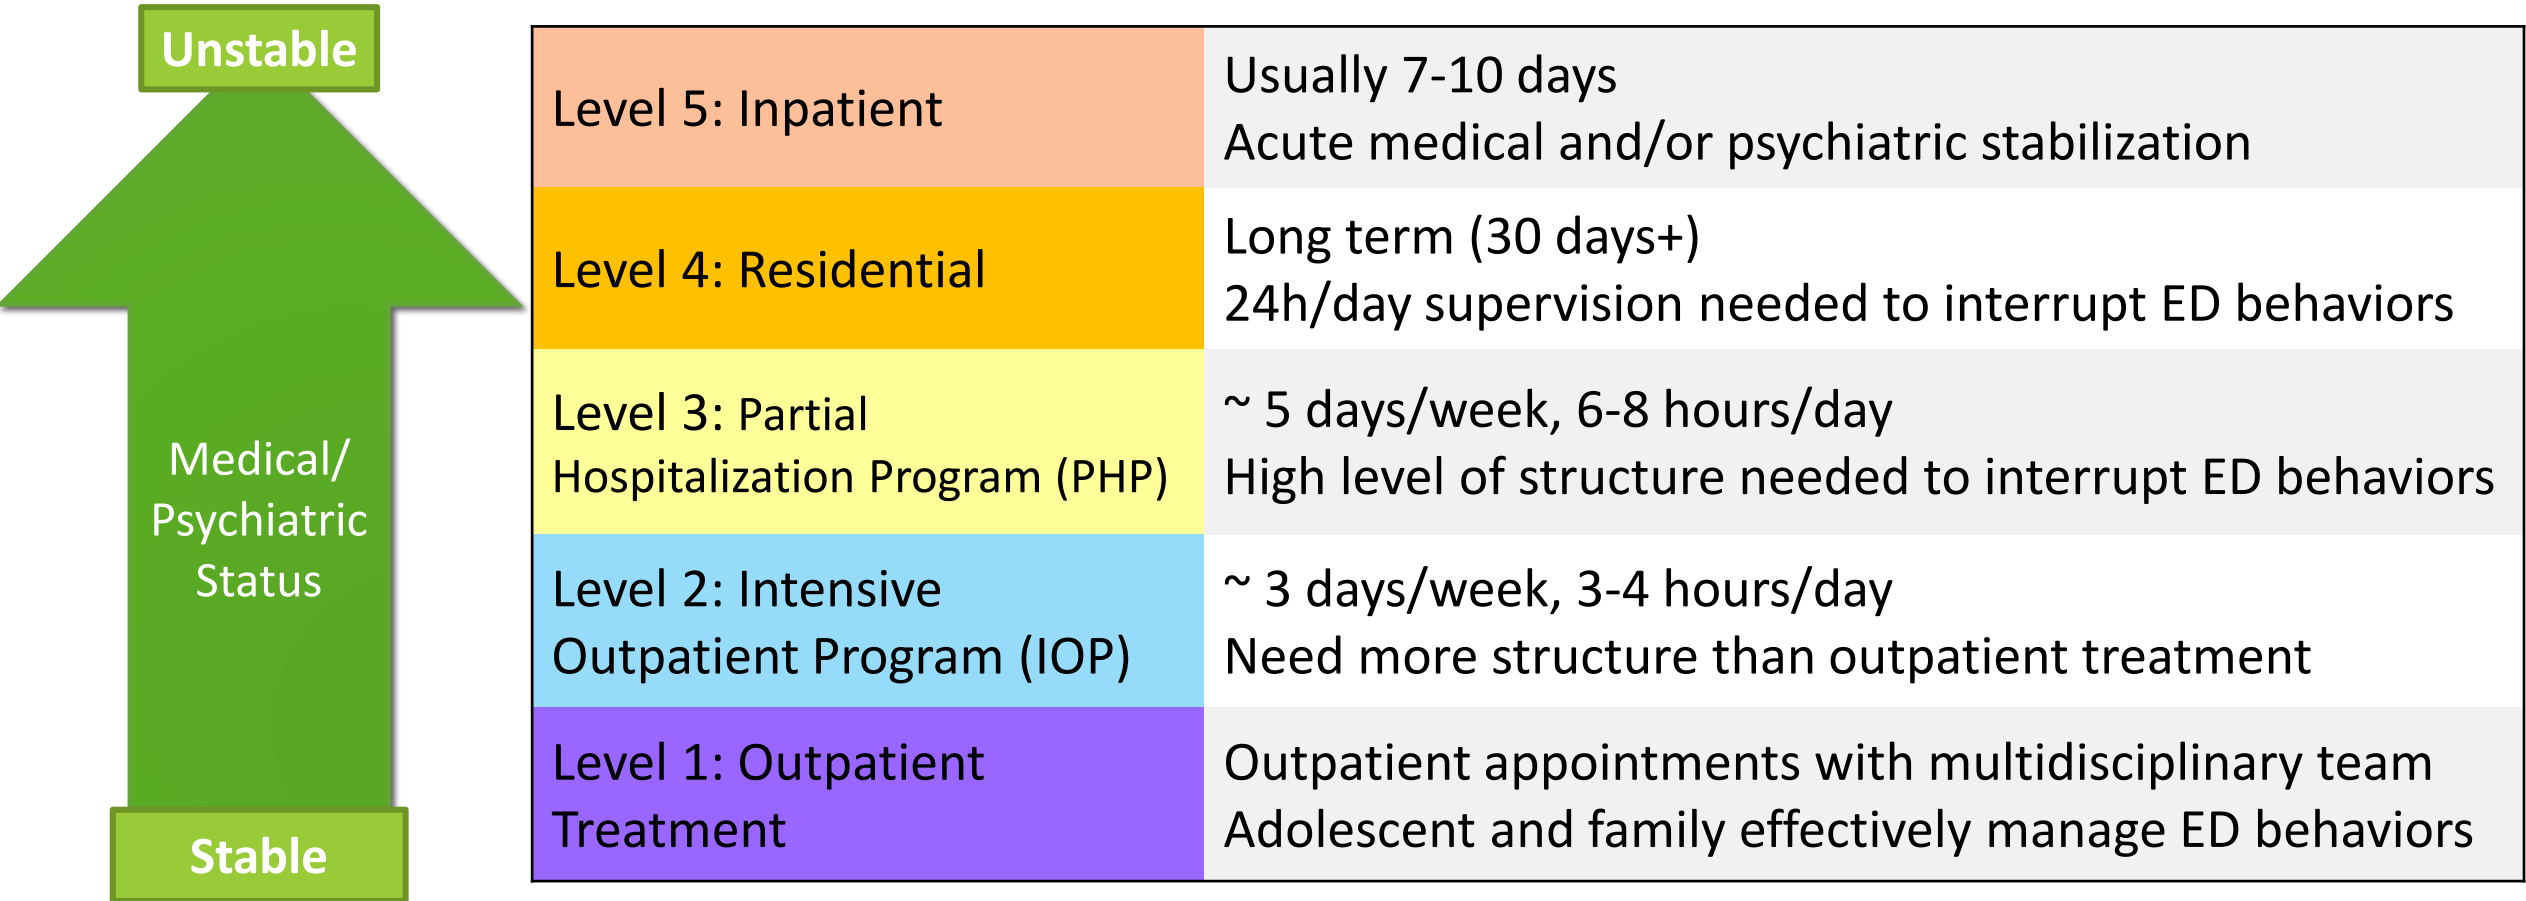 Unstable
Medical/
Psychiatric
Status
Stable
Level 5: Inpatient
Usually 7-10 days
Acute medical and/or psychiatric stabilization
Level 4: Residential
Long term (30 days+)
24h/day supervision needed to interrupt ED behaviors
Level 3: Partial
Hospitalization Program (PHP)
~ 5 days/week, 6-8 hours/day
High level of structure needed to interrupt ED behaviors
Level 2: Intensive
Outpatient Program (IOP)
~ 3 days/week, 3-4 hours/day
Need more structure than outpatient treatment
Level 1: Outpatient
Treatment
Outpatient appointments with multidisciplinary team
Adolescent and family effectively manage ED behaviors